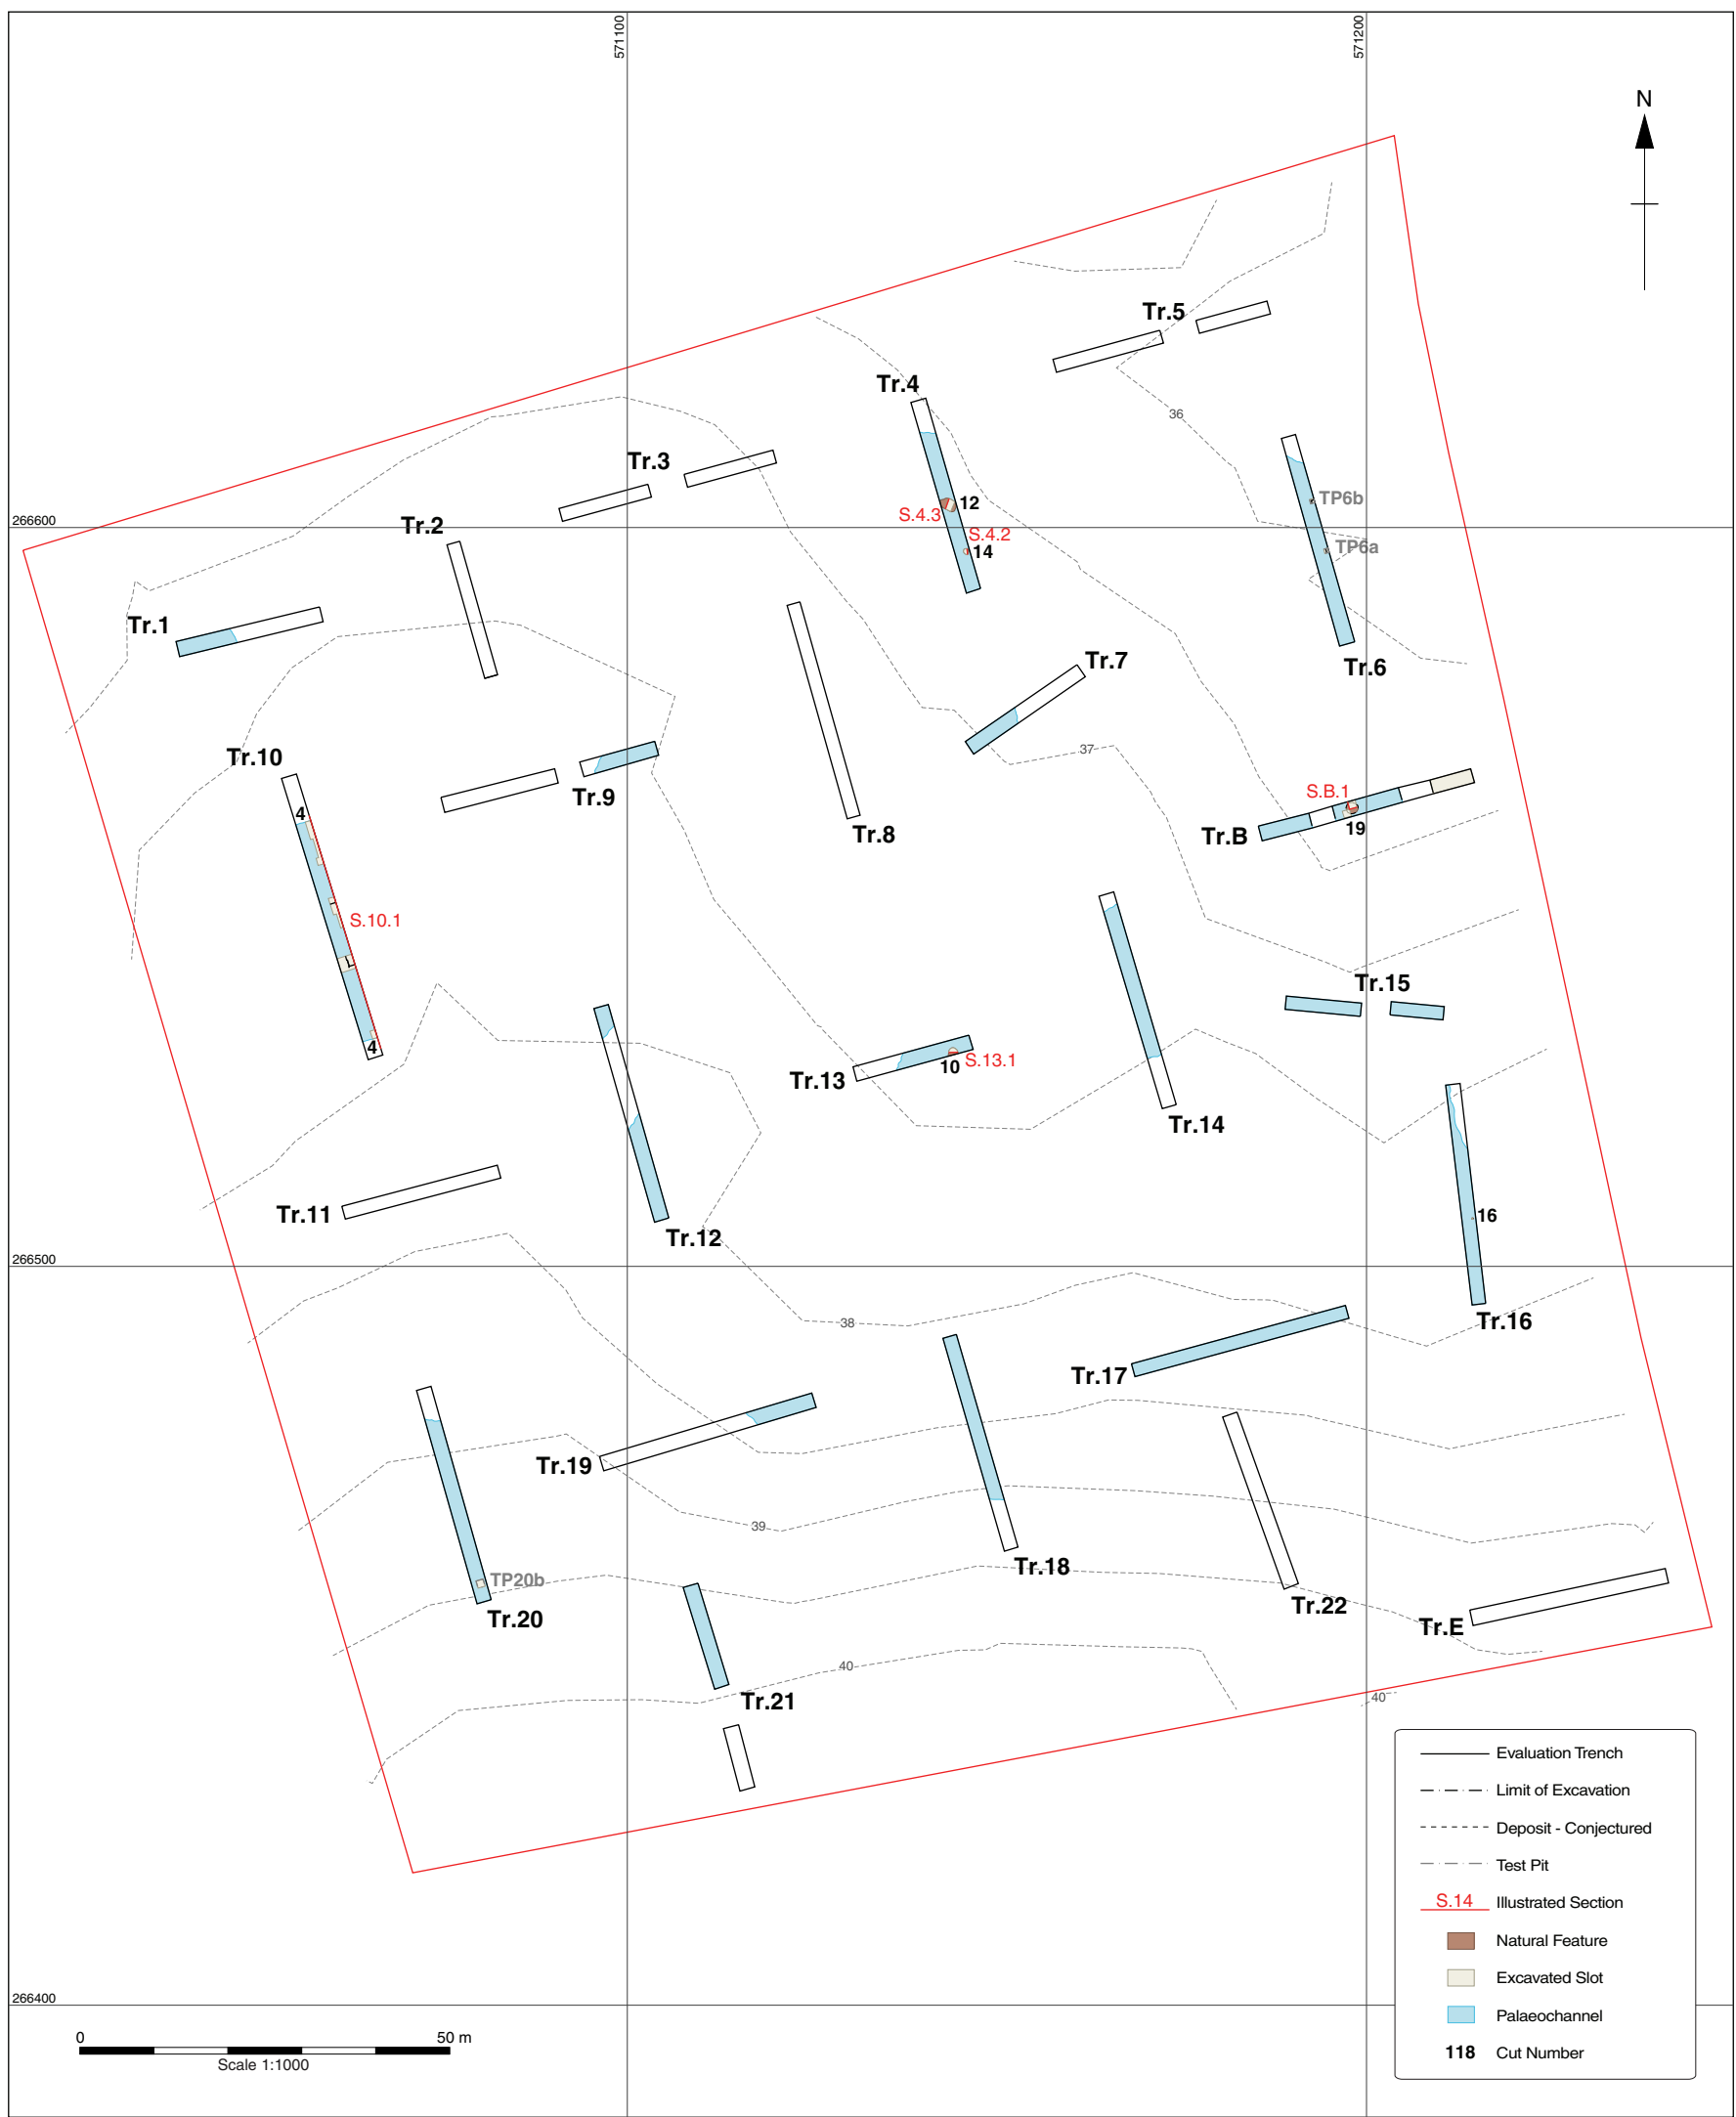 571100
571200
N
Tr.5
Tr.4
36
Tr.3
TP6b
12
S.4.3
266600
Tr.2
S.4.2
14
TP6a
Tr.1
Tr.7
Tr.6
37
Tr.10
Tr.9
S.B.1
4
Tr.8
Tr.B
19
S.10.1
Tr.15
4
Tr.13
10
S.13.1
Tr.14
Tr.11
16
Tr.12
266500
38
Tr.16
Tr.17
Tr.19
39
Tr.18
TP20b
Tr.20
Tr.22
Tr.E
40
Tr.21
40
Evaluation Trench
Limit of Excavation
Deposit - Conjectured
Test Pit
S.14 Illustrated Section
Natural Feature
Excavated Slot
Palaeochannel
118 Cut Number
266400
0 50 m
Scale 1:1000